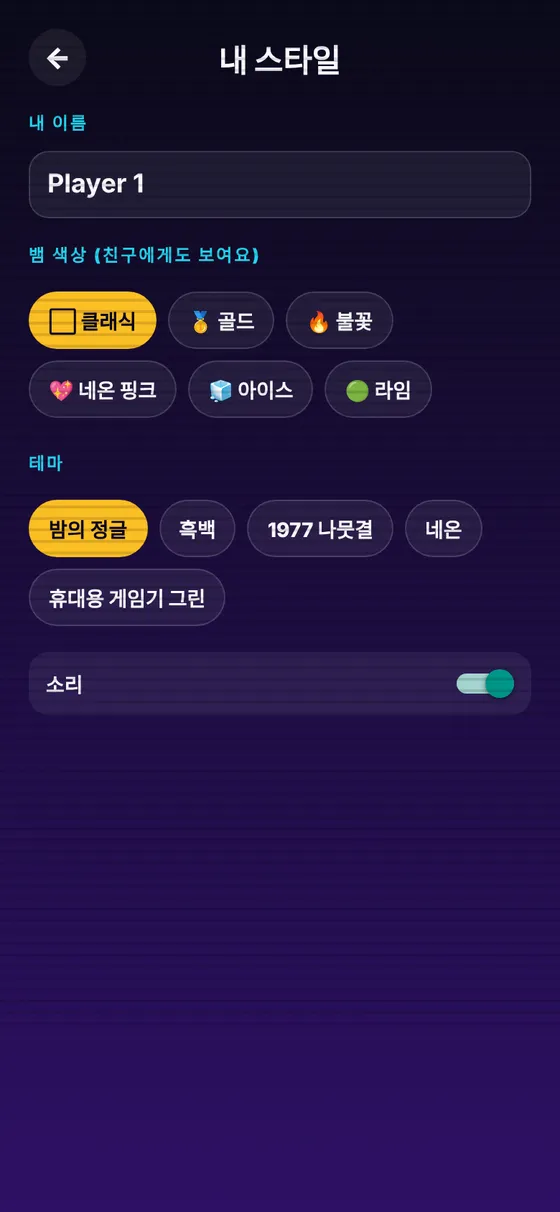 내 스타일
내 이름
Player 1
뱀 색상 (친구에게도 보여요)
클래식 🥇 골드 🔥 불꽃
💖 네온 핑크 🧊 아이스 🟢 라임
테마
밤의 정글 흑백 1977 나뭇결 네온
휴대용 게임기 그린
소리